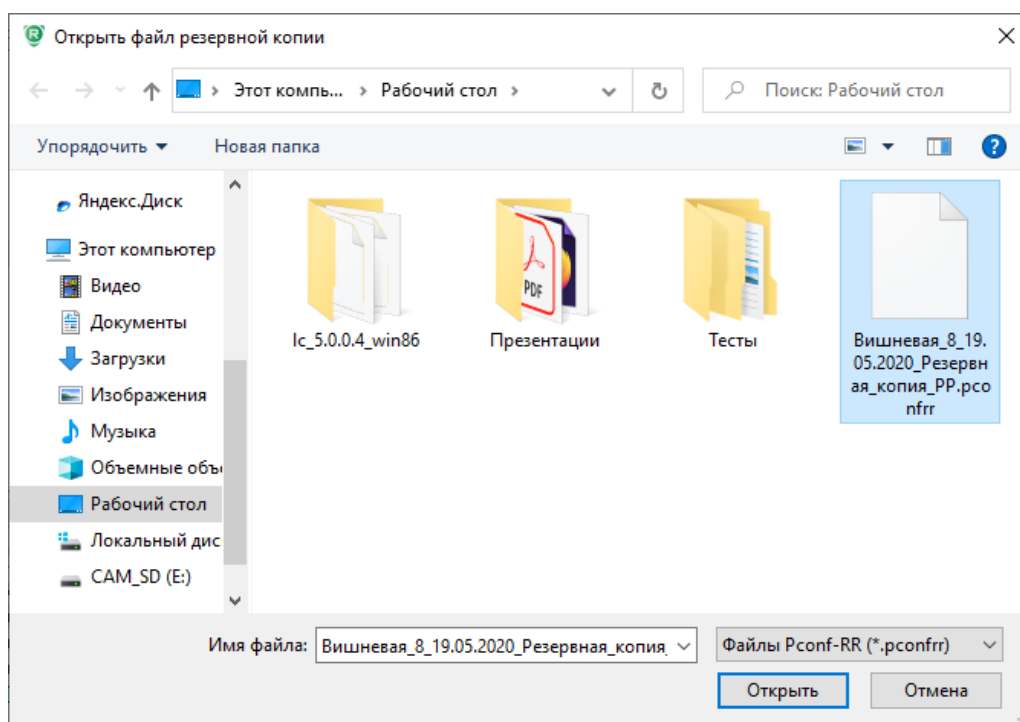 Открыть файл резервной копии
Этот компь... > Рабочий стол >
Поиск: Рабочий стол
Упорядочить
Новая папка
?
Яндекс.Диск
Этот компьютер
Видео
Документы
Загрузки
Изображения
Музыка
Объемные объ
Рабочий стол
Локальный дис
CAM_SD (E:)
lc_5.0.0.4_win86
PDF
Презентации
Тесты
Вишневая_8_19.
05.2020_Резервн
ая_копия_РР.pco
nfrr
Имя файла:
Вишневая_8_19.05.2020_Резервная_копия_
Файлы Pconf-RR (*.pconfrr)
Открыть
Отмена